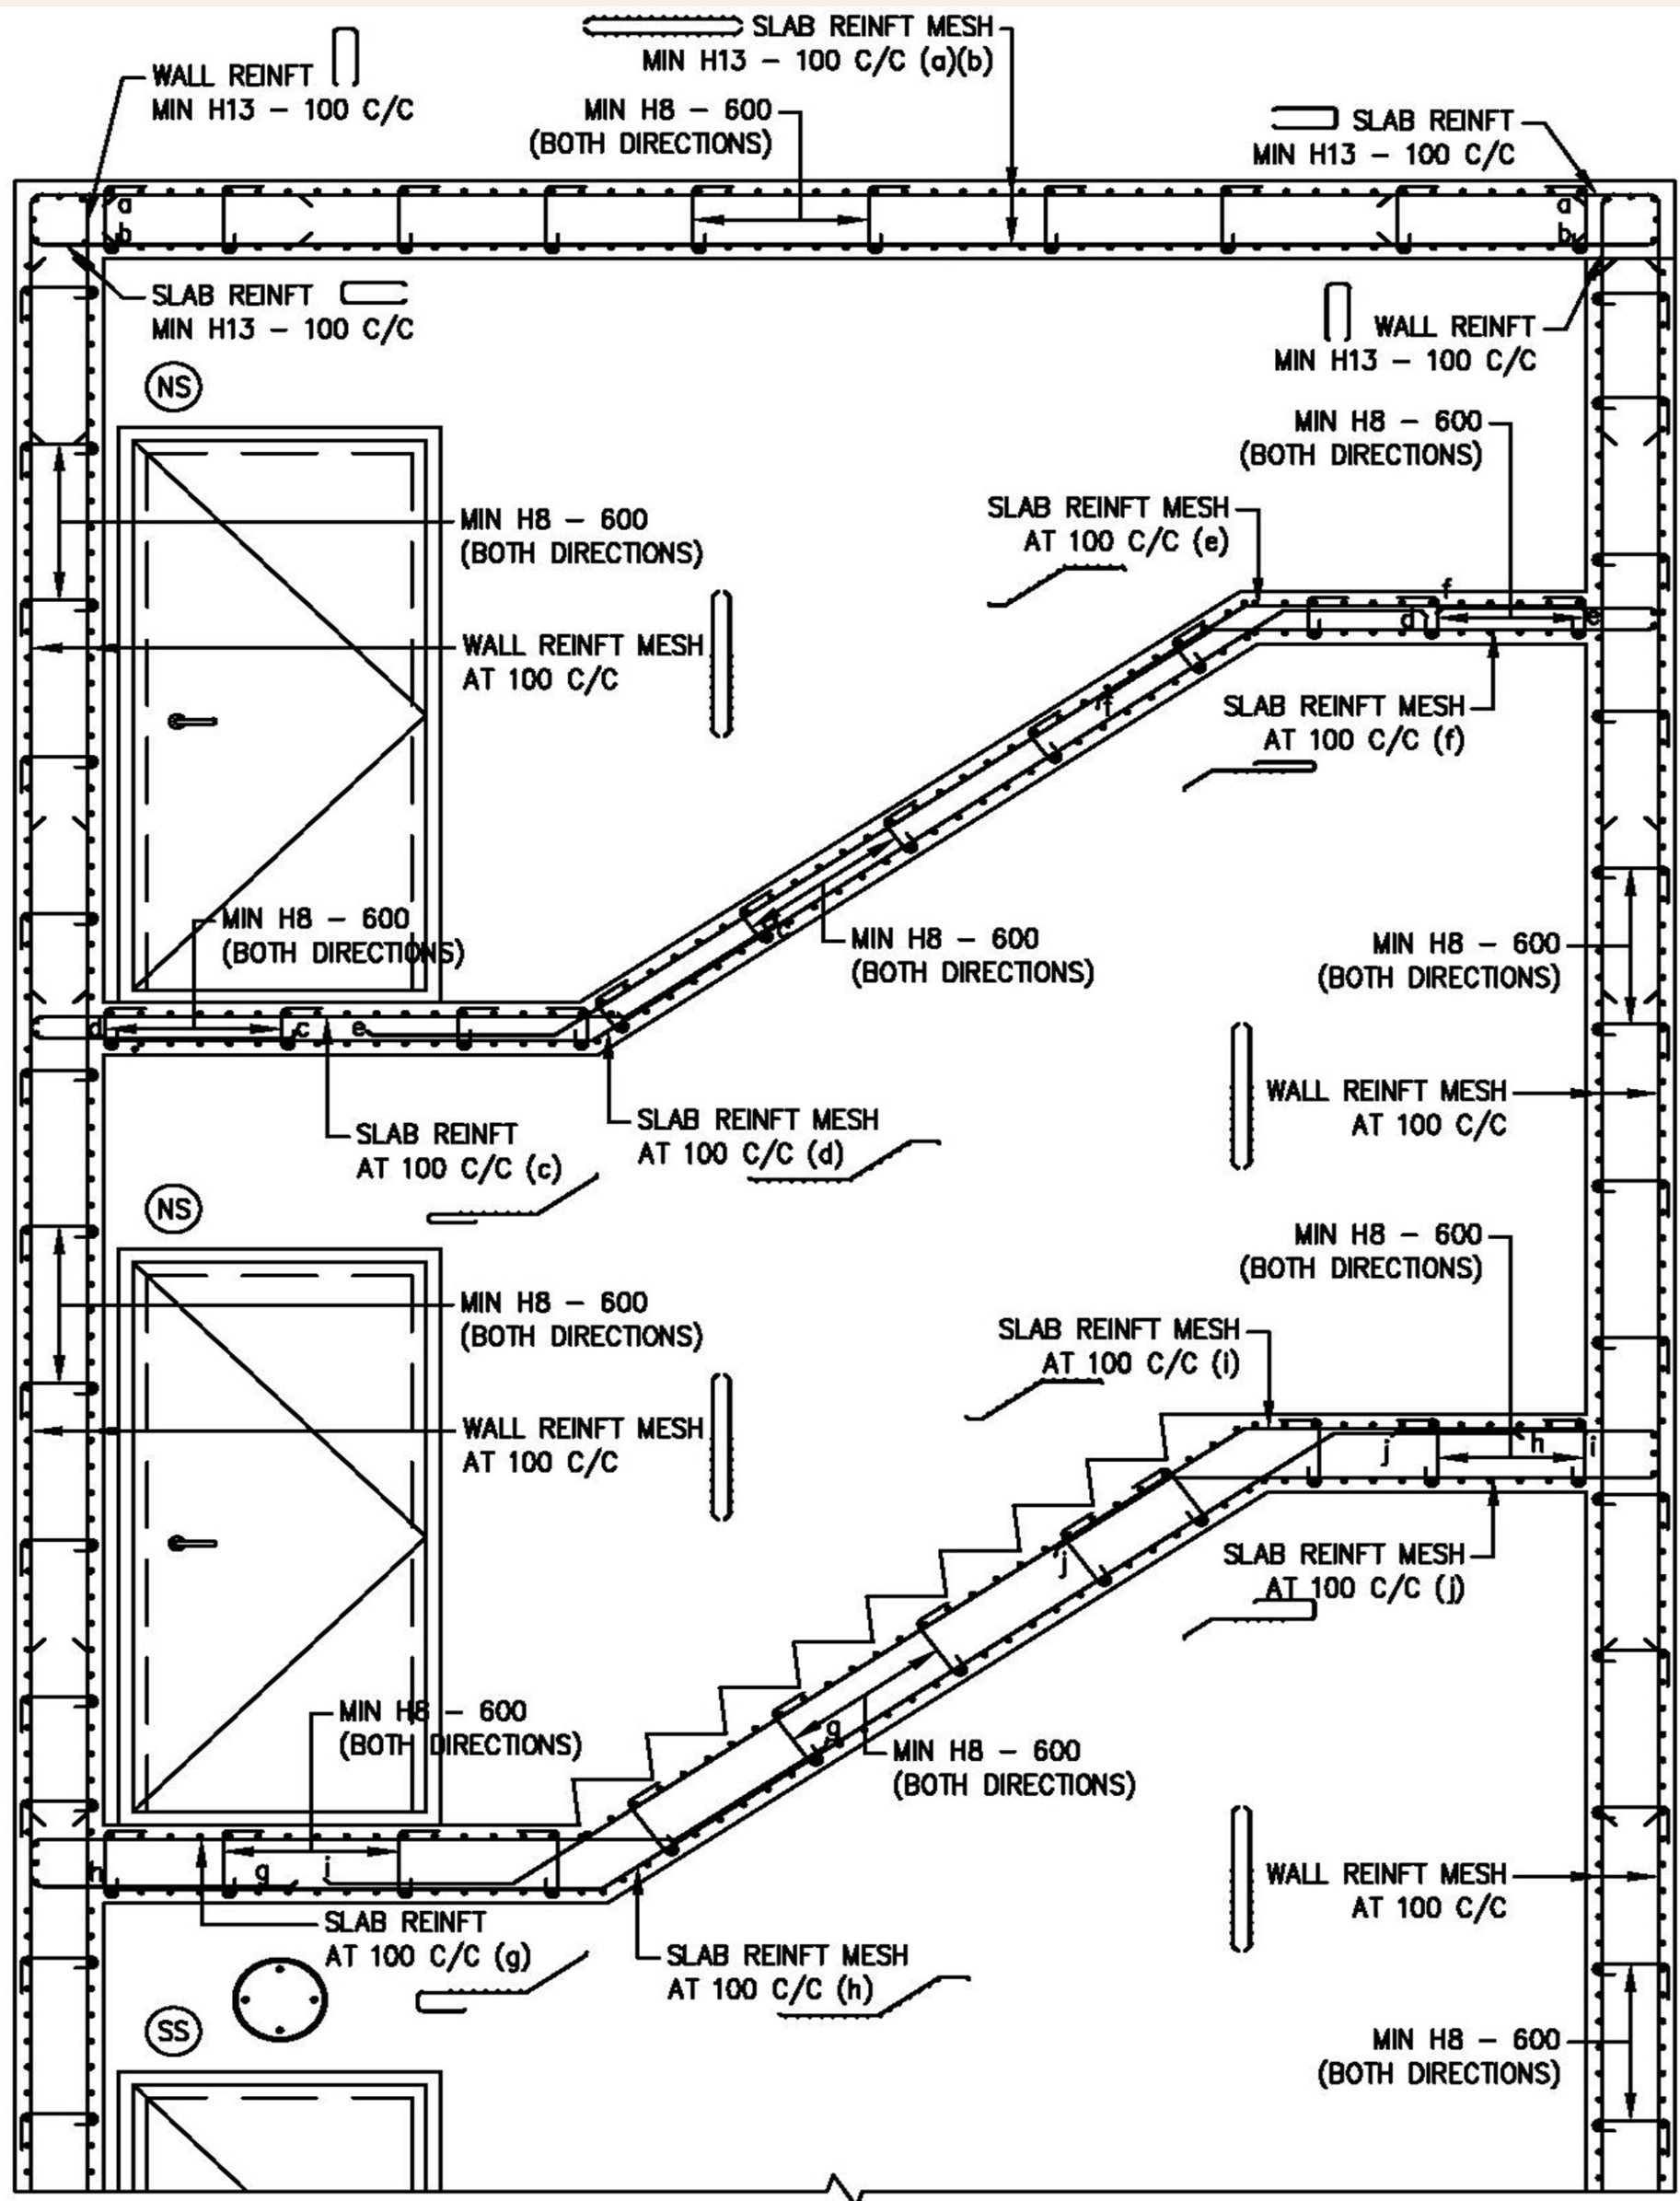 SLAB REINFT MESH
MIN H13 - 100 C/C (a)(b)
WALL REINFT
MIN H13 - 100 C/C
MIN H8 - 600
(BOTH DIRECTIONS)
SLAB REINFT
MIN H13 - 100 C/C
a
b
a
b
SLAB REINFT
MIN H13 - 100 C/C
WALL REINFT
MIN H13 - 100 C/C
NS
MIN H8 - 600
(BOTH DIRECTIONS)
MIN H8 - 600
(BOTH DIRECTIONS)
SLAB REINFT MESH
AT 100 C/C (e)
f
d
e
WALL REINFT MESH
AT 100 C/C
SLAB REINFT MESH
AT 100 C/C (f)
f
MIN H8 - 600
(BOTH DIRECTIONS)
c
MIN H8 - 600
(BOTH DIRECTIONS)
MIN H8 - 600
(BOTH DIRECTIONS)
d
c
e
WALL REINFT MESH
AT 100 C/C
SLAB REINFT
AT 100 C/C (c)
SLAB REINFT MESH
AT 100 C/C (d)
NS
MIN H8 - 600
(BOTH DIRECTIONS)
MIN H8 - 600
(BOTH DIRECTIONS)
SLAB REINFT MESH
AT 100 C/C (i)
WALL REINFT MESH
AT 100 C/C
j
h
i
SLAB REINFT MESH
AT 100 C/C (j)
j
MIN H8 - 600
(BOTH DIRECTIONS)
g
MIN H8 - 600
(BOTH DIRECTIONS)
h
g
i
WALL REINFT MESH
AT 100 C/C
SLAB REINFT
AT 100 C/C (g)
SLAB REINFT MESH
AT 100 C/C (h)
SS
MIN H8 - 600
(BOTH DIRECTIONS)